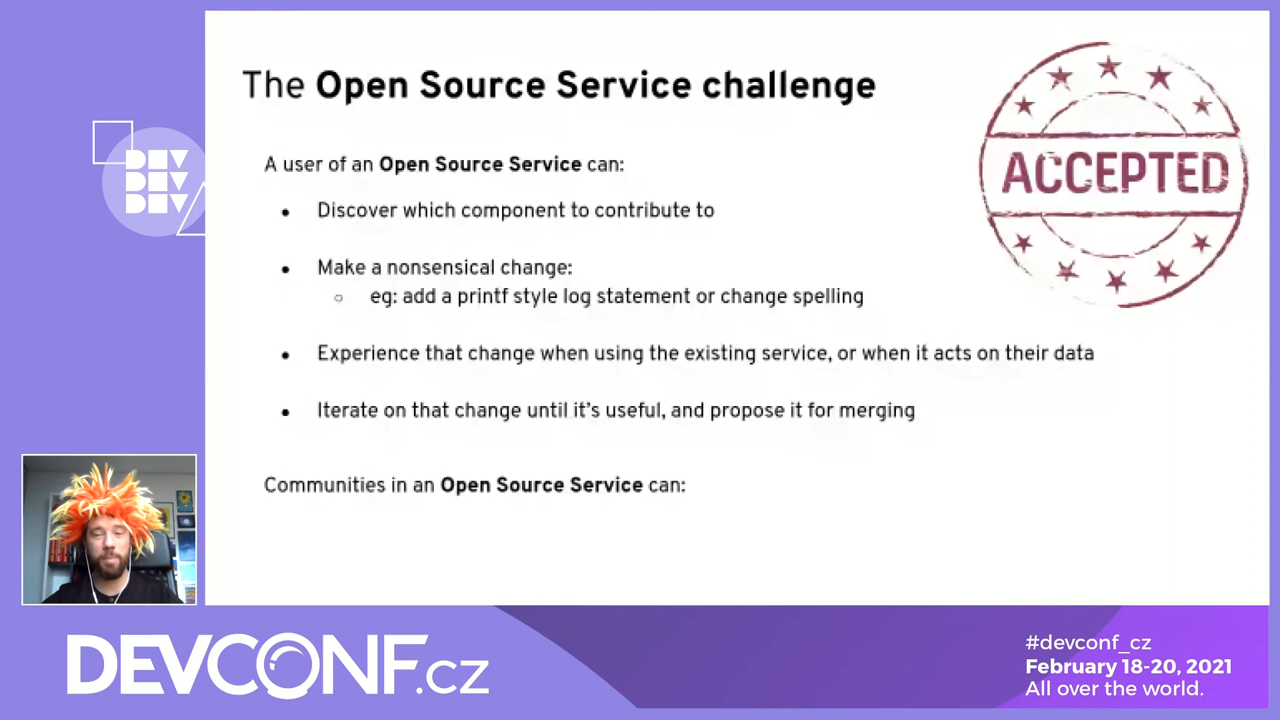 The Open Source Service challenge
ACCEPTED
A user of an Open Source Service can:
Discover which component to contribute to
Make a nonsensical change:
eg: add a printf style log statement or change spelling
Experience that change when using the existing service, or when it acts on their data
Iterate on that change until it's useful, and propose it for merging
Communities in an Open Source Service can:
DEV
DEV
DEV
DEVCONF.cz
#devconf_cz
February 18-20, 2021
All over the world.